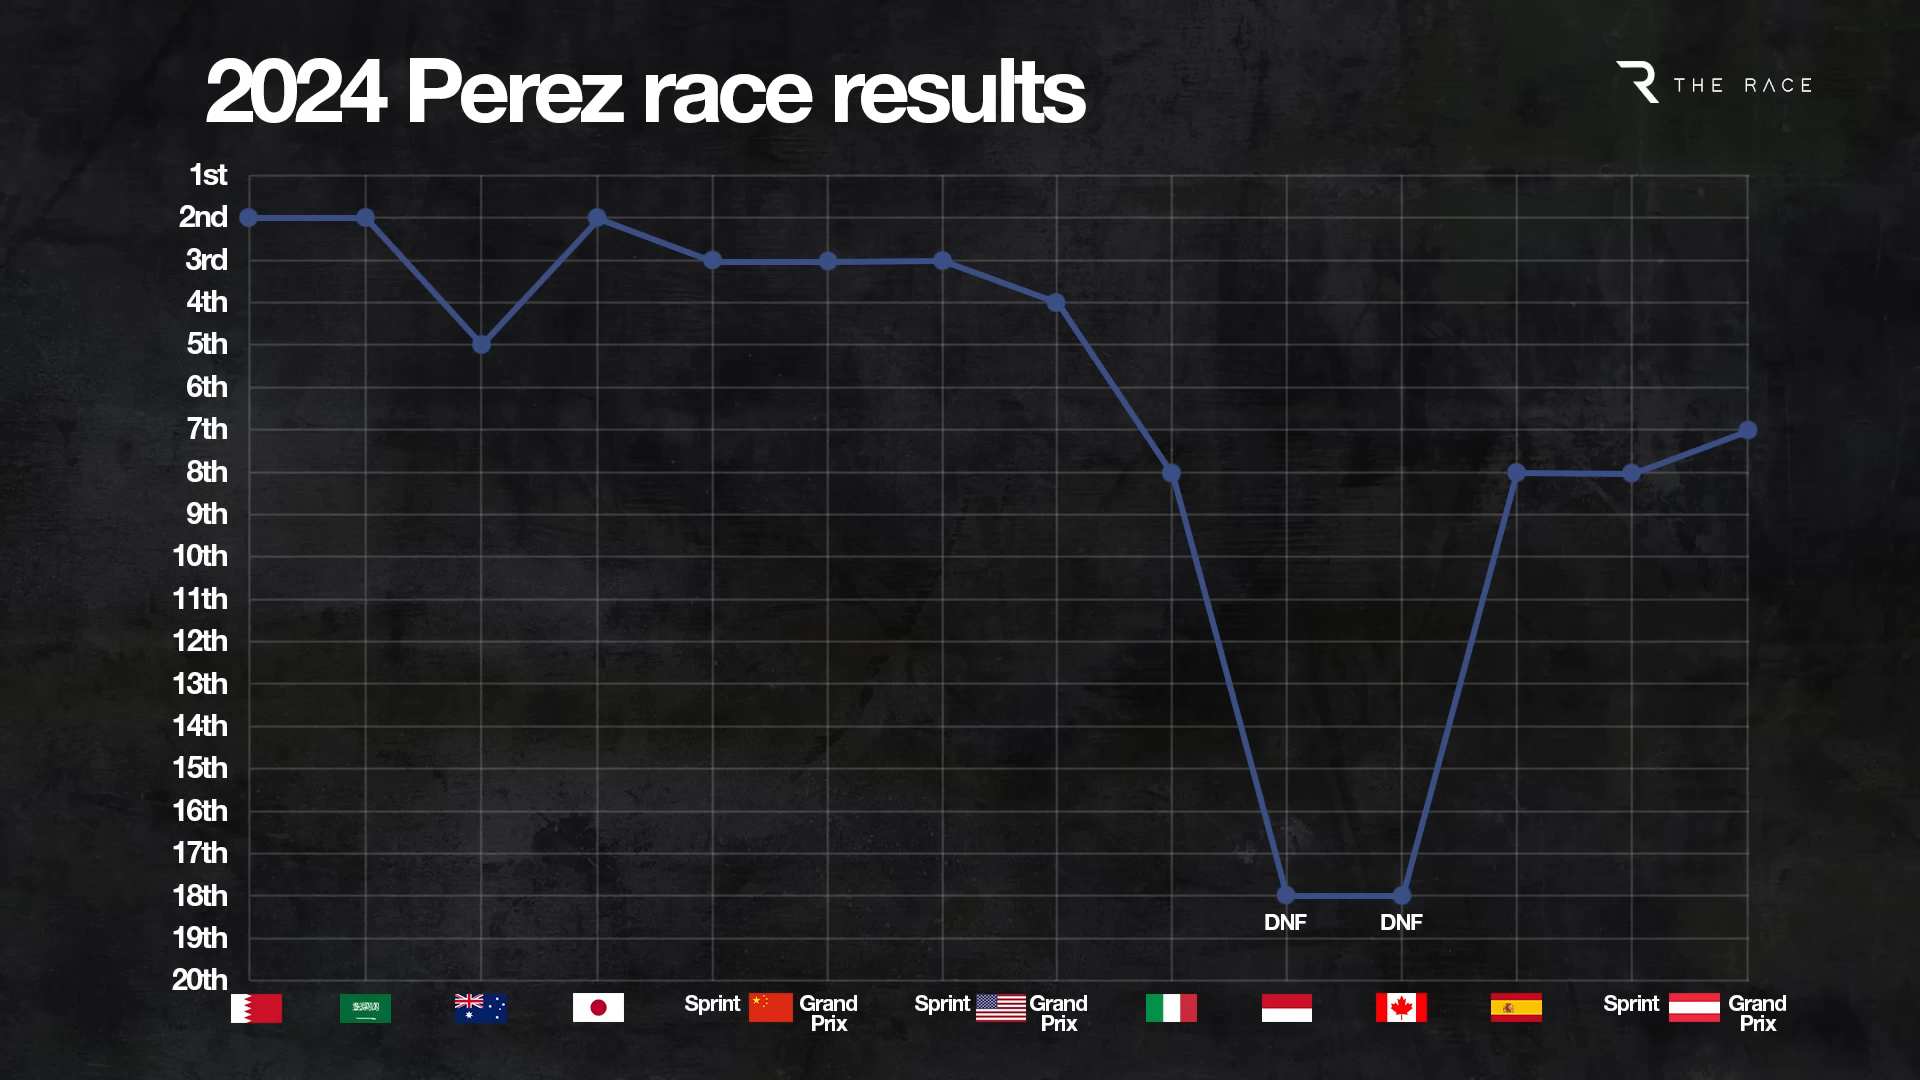 2024 Perez race results
THE RACE
1st
2nd
3rd
4th
5th
6th
7th
8th
9th
10th
11th
12th
13th
14th
15th
16th
17th
18th
19th
20th
DNF
DNF
Sprint
Grand
Prix
Sprint
Grand
Prix
Sprint
Grand
Prix